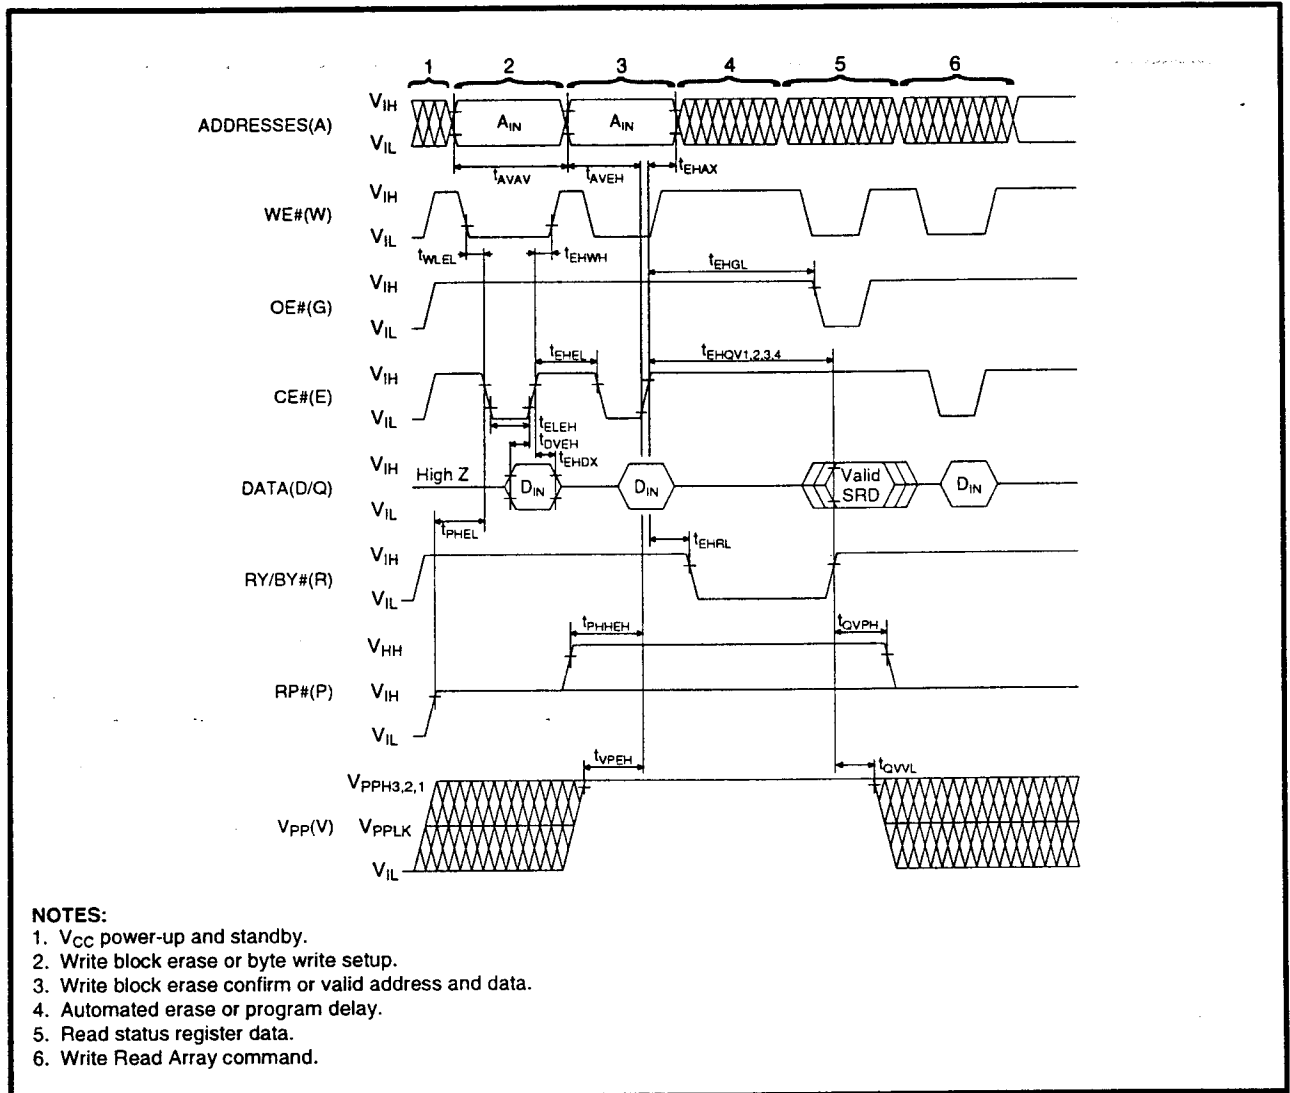 1 2 3 4 5 6
ADDRESSES(A) VIH VIL AIN AIN
tAVAV tAVEH tEHAX
WE#(W) VIH VIL
tWLEL tEHWH tEHGL
OE#(G) VIH VIL
tEHEL tEHQV1,2,3,4
CE#(E) VIH VIL
tELEH
tDVEH
tEHDX
DATA(D/Q) VIH VIL High Z DIN DIN Valid SRD DIN
tPHEL
tEHRL
RY/BY#(R) VIH VIL
tPHHEH tQVPH
RP#(P) VHH VIH VIL
tVPEH tQVVL
VPP(V) VPPH3,2,1 VPPLK VIL
NOTES:
1. VCC power-up and standby.
2. Write block erase or byte write setup.
3. Write block erase confirm or valid address and data.
4. Automated erase or program delay.
5. Read status register data.
6. Write Read Array command.